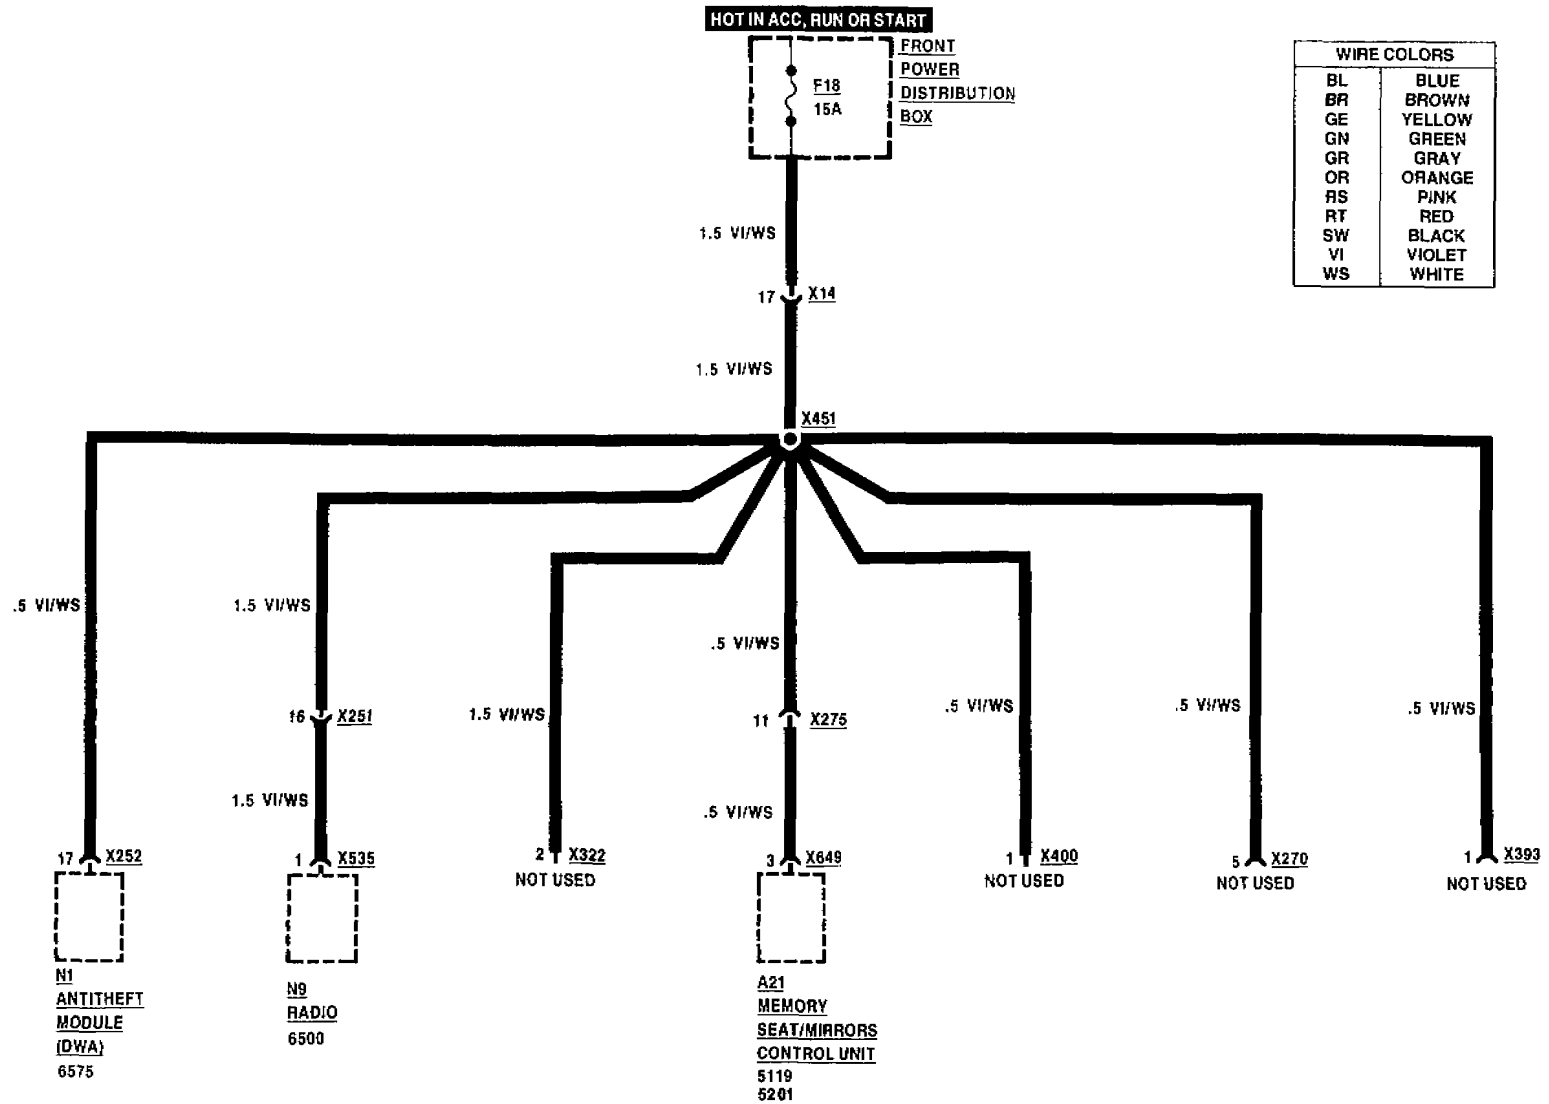 HOT IN ACC, RUN OR START
FRONT
POWER
DISTRIBUTION
BOX
F18
15A
WIRE COLORS
BL BLUE
BR BROWN
GE YELLOW
GN GREEN
GR GRAY
OR ORANGE
RS PINK
RT RED
SW BLACK
VI VIOLET
WS WHITE
1.5 VI/WS
17 X14
1.5 VI/WS
X451
.5 VI/WS
1.5 VI/WS
.5 VI/WS
1.5 VI/WS
.5 VI/WS
.5 VI/WS
.5 VI/WS
16 X251
11 X275
1.5 VI/WS
.5 VI/WS
17 X252
1 X535
2 X322
NOT USED
3 X649
1 X400
NOT USED
5 X270
NOT USED
1 X393
NOT USED
N1
ANTITHEFT
MODULE
(DWA)
6575
N9
RADIO
6500
A21
MEMORY
SEAT/MIRRORS
CONTROL UNIT
5119
5201